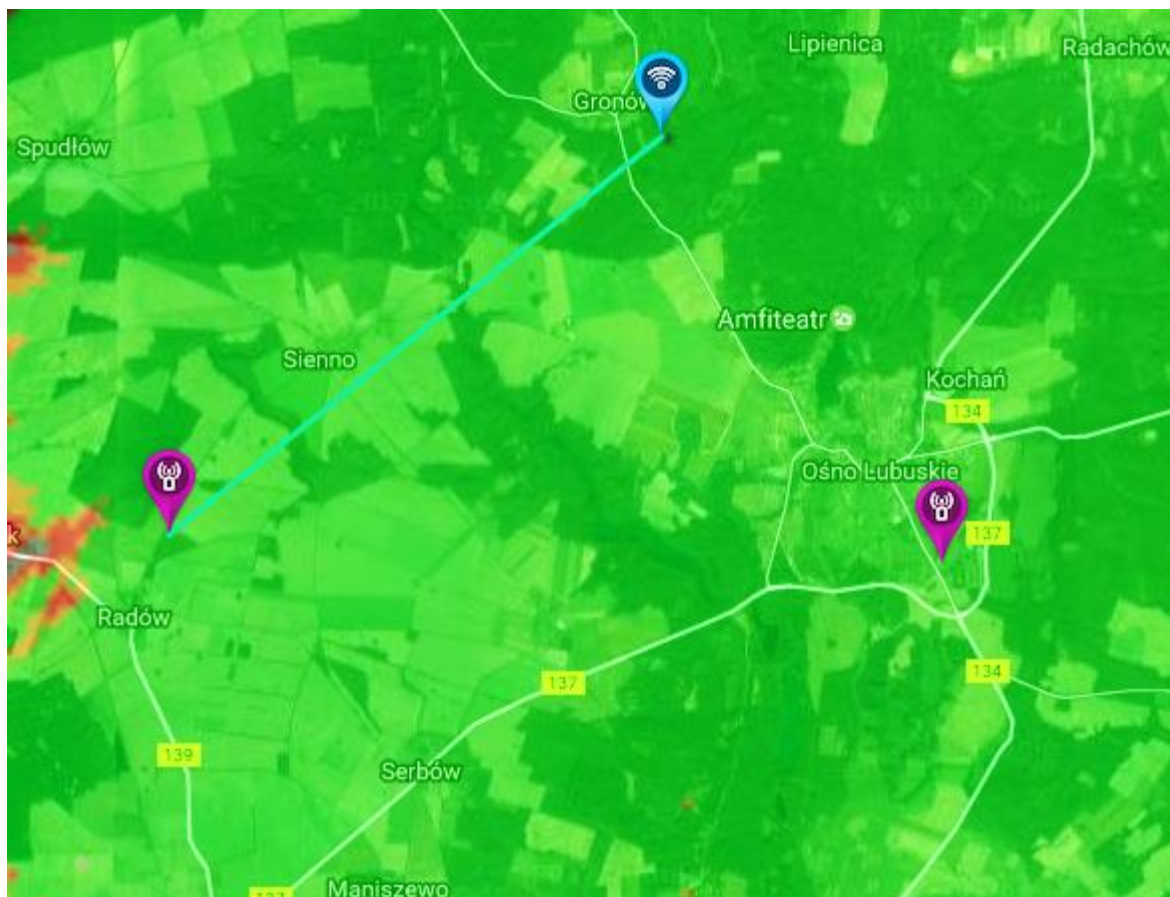 Lipienica
Radachów
Gronów
Spudłów
Amfiteatr
Sienno
Kochań
134
Ośno Lubuskie
137
k
Radów
134
137
139
Serbów
Maniszewo